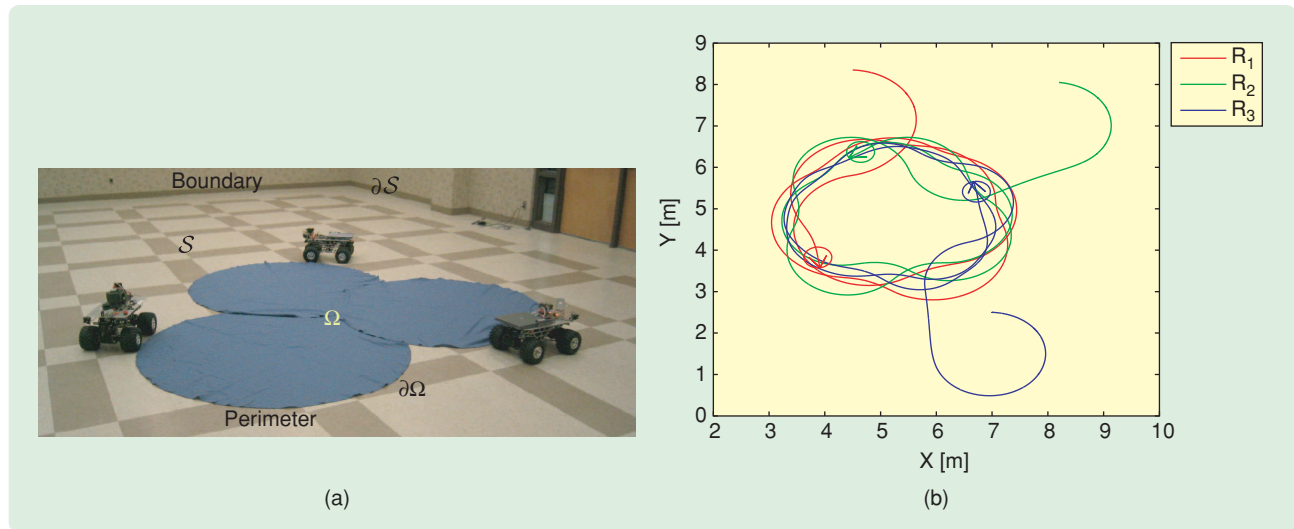 Boundary
∂𝒮
𝒮
Ω
∂Ω
Perimeter
(a)
9
8
7
6
5
4
3
2
1
0
Y [m]
2 3 4 5 6 7 8 9 10
X [m]
R₁
R₂
R₃
(b)